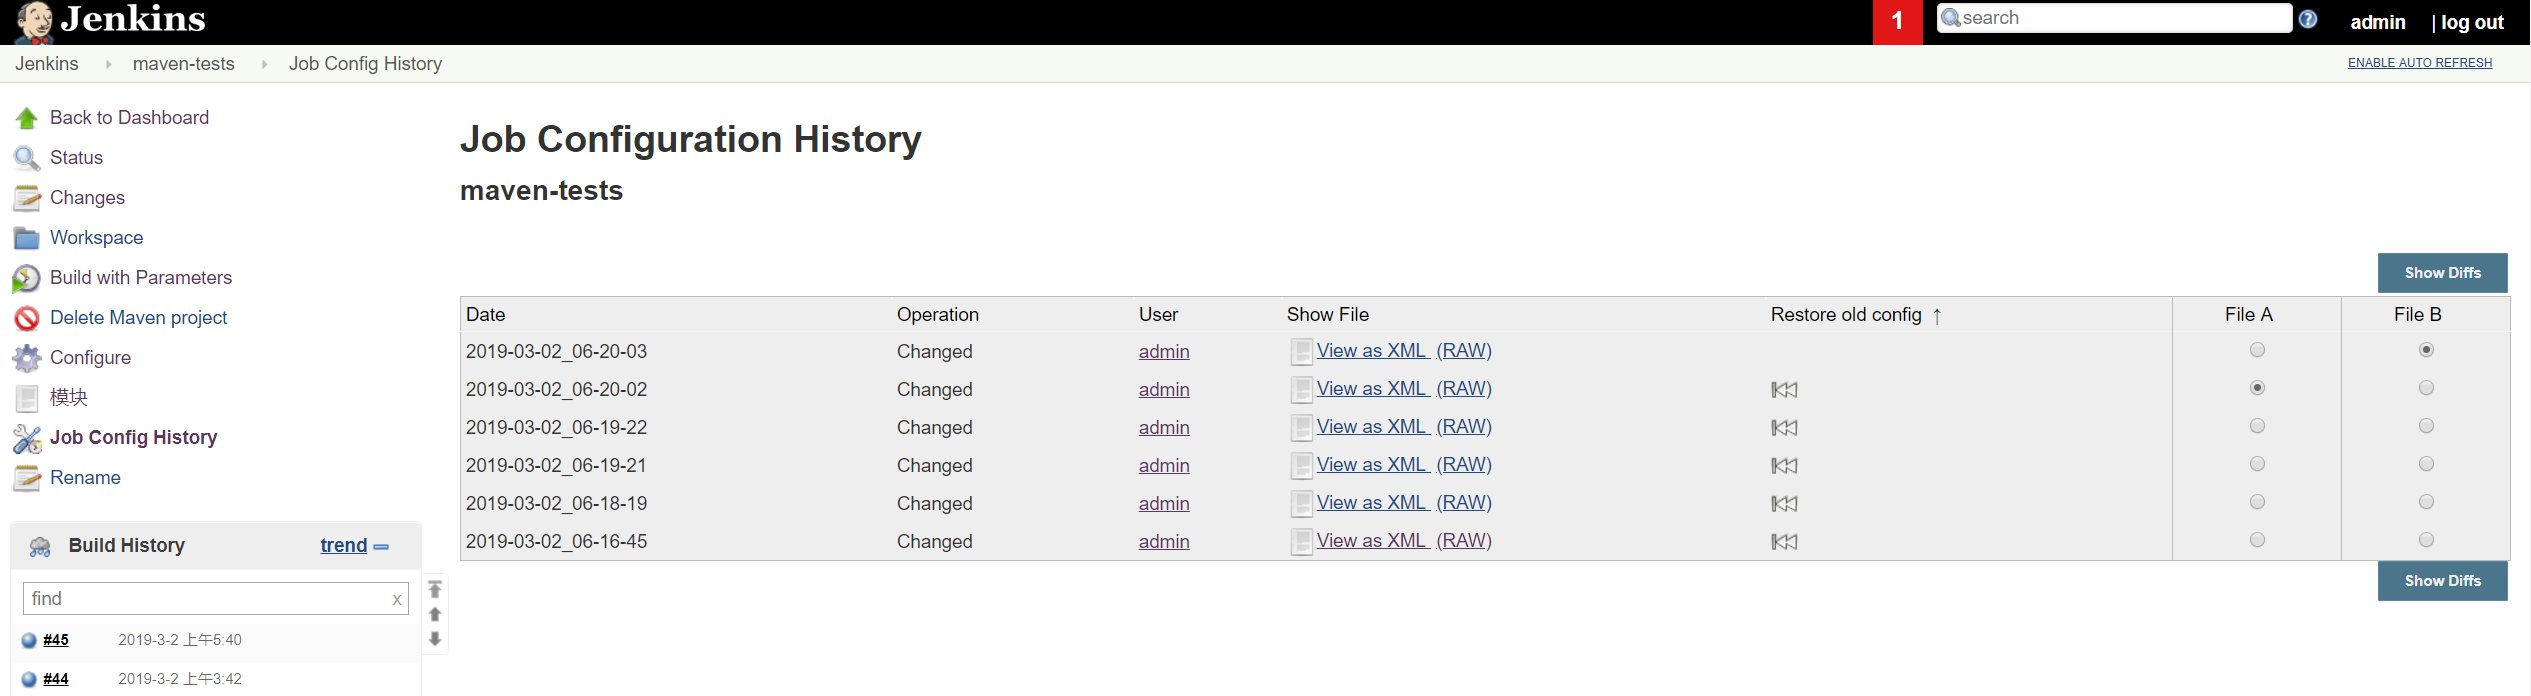 Jenkins
1
search
?
admin | log out
Jenkins maven-tests Job Config History
ENABLE AUTO REFRESH
Back to Dashboard
Status
Changes
Workspace
Build with Parameters
Delete Maven project
Configure
模块
Job Config History
Rename
Build History trend
find x
#45 2019-3-2 上午5:40
#44 2019-3-2 上午3:42
Job Configuration History
maven-tests
Show Diffs
Date Operation User Show File Restore old config ↑ File A File B
2019-03-02_06-20-03 Changed admin View as XML (RAW)
2019-03-02_06-20-02 Changed admin View as XML (RAW)
2019-03-02_06-19-22 Changed admin View as XML (RAW)
2019-03-02_06-19-21 Changed admin View as XML (RAW)
2019-03-02_06-18-19 Changed admin View as XML (RAW)
2019-03-02_06-16-45 Changed admin View as XML (RAW)
Show Diffs